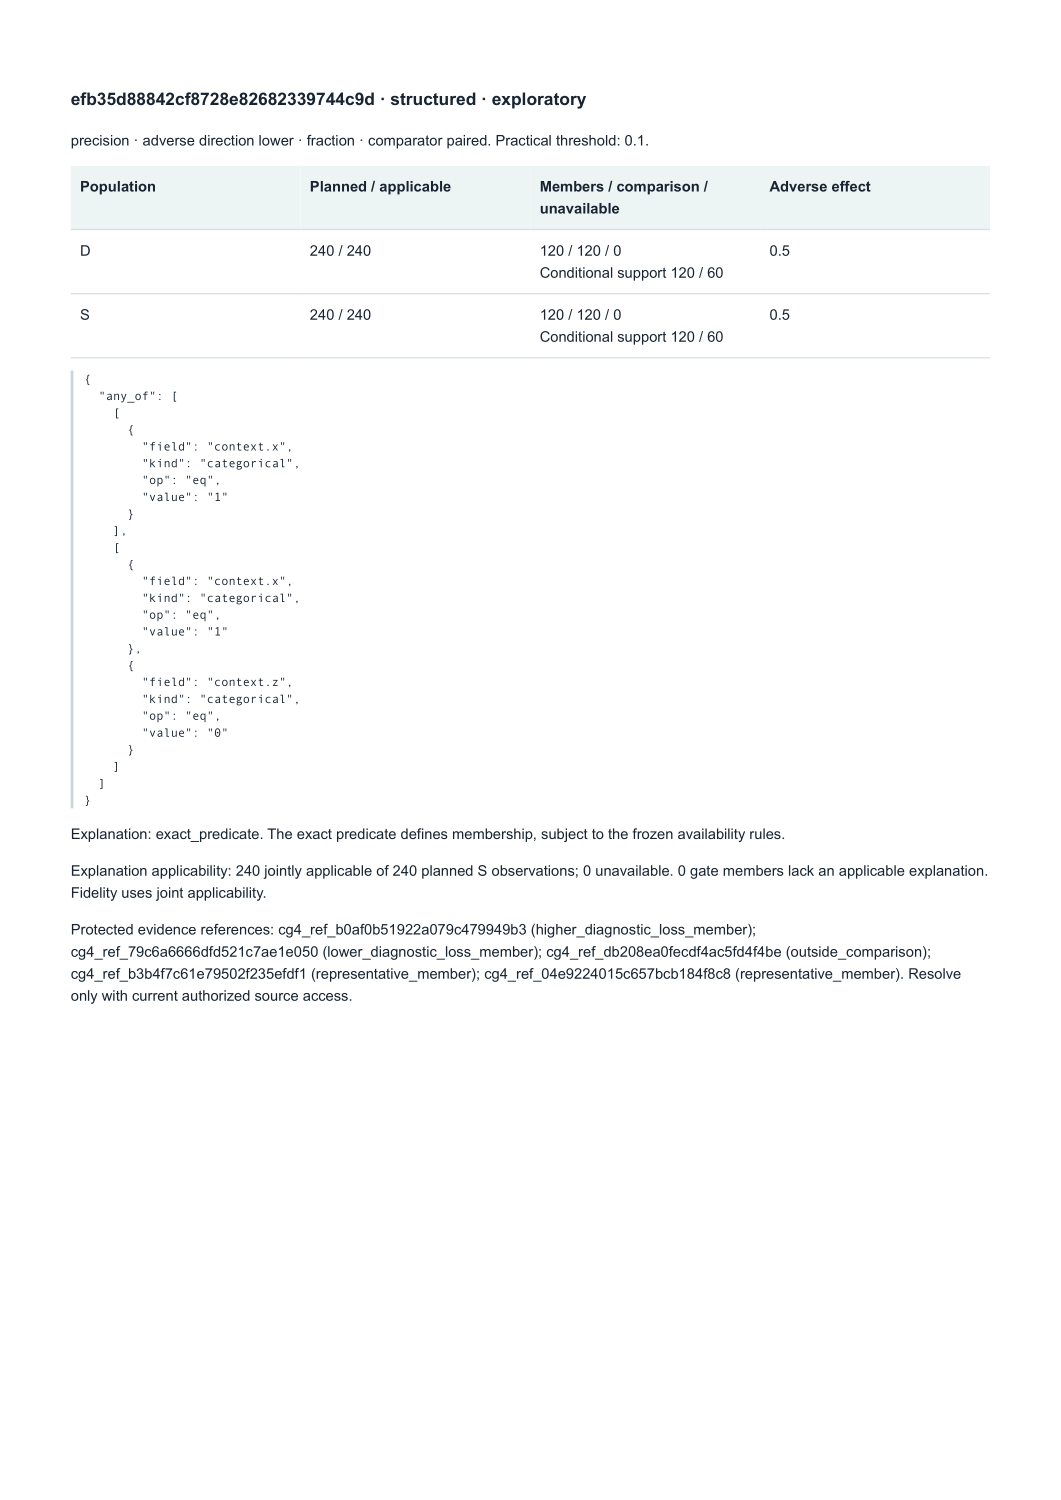 efb35d88842cf8728e82682339744c9d · structured · exploratory
precision · adverse direction lower · fraction · comparator paired. Practical threshold: 0.1.
Population Planned / applicable Members / comparison / unavailable Adverse effect
D 240 / 240 120 / 120 / 0 0.5
Conditional support 120 / 60
S 240 / 240 120 / 120 / 0 0.5
Conditional support 120 / 60
{
  "any_of": [
    [
      {
        "field": "context.x",
        "kind": "categorical",
        "op": "eq",
        "value": "1"
      }
    ],
    [
      {
        "field": "context.x",
        "kind": "categorical",
        "op": "eq",
        "value": "1"
      },
      {
        "field": "context.z",
        "kind": "categorical",
        "op": "eq",
        "value": "0"
      }
    ]
  ]
}
Explanation: exact_predicate. The exact predicate defines membership, subject to the frozen availability rules.
Explanation applicability: 240 jointly applicable of 240 planned S observations; 0 unavailable. 0 gate members lack an applicable explanation.
Fidelity uses joint applicability.
Protected evidence references: cg4_ref_b0af0b51922a079c479949b3 (higher_diagnostic_loss_member);
cg4_ref_79c6a6666dfd521c7ae1e050 (lower_diagnostic_loss_member); cg4_ref_db208ea0fecdf4ac5fd4f4be (outside_comparison);
cg4_ref_b3b4f7c61e79502f235efdf1 (representative_member); cg4_ref_04e9224015c657bcb184f8c8 (representative_member). Resolve
only with current authorized source access.